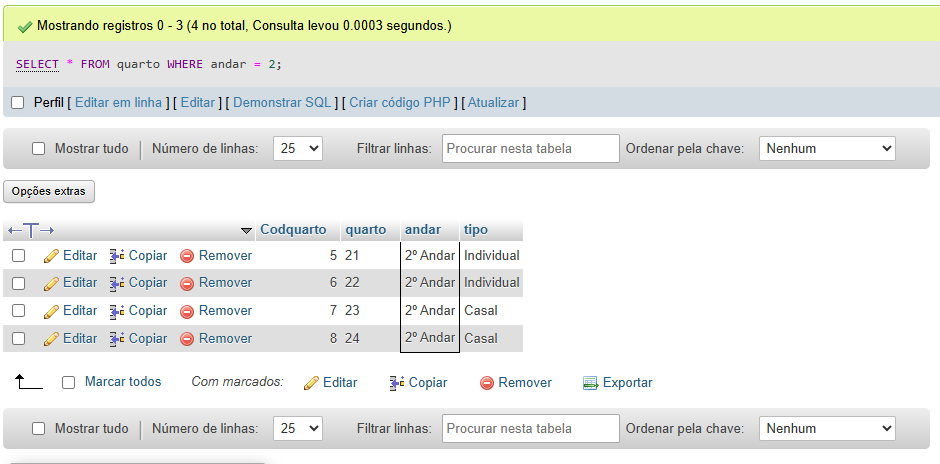 Mostrando registros 0 - 3 (4 no total, Consulta levou 0.0003 segundos.)
SELECT * FROM quarto WHERE andar = 2;
Perfil [ Editar em linha ] [ Editar ] [ Demonstrar SQL ] [ Criar código PHP ] [ Atualizar ]
Mostrar tudo | Número de linhas: 25 Filtrar linhas: Procurar nesta tabela Ordenar pela chave: Nenhum
Opções extras
←T→ Codquarto quarto andar tipo
Editar Copiar Remover 5 21 2º Andar Individual
Editar Copiar Remover 6 22 2º Andar Individual
Editar Copiar Remover 7 23 2º Andar Casal
Editar Copiar Remover 8 24 2º Andar Casal
Marcar todos Com marcados: Editar Copiar Remover Exportar
Mostrar tudo | Número de linhas: 25 Filtrar linhas: Procurar nesta tabela Ordenar pela chave: Nenhum